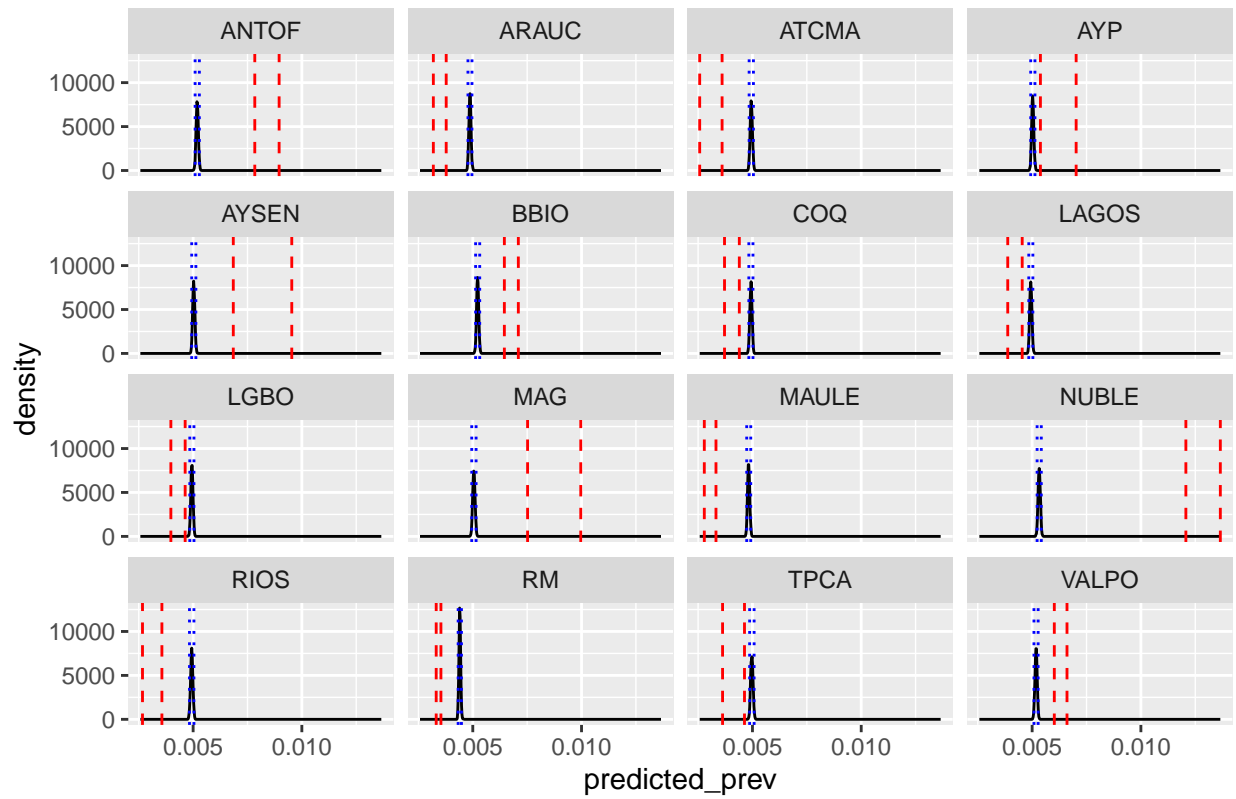 ANTOF ARAUC ATCMA AYP
10000
5000
0
AYSEN BBIO COQ LAGOS
10000
5000
0
density
LGBO MAG MAULE NUBLE
10000
5000
0
RIOS RM TPCA VALPO
10000
5000
0
0.005 0.010 0.005 0.010 0.005 0.010 0.005 0.010
predicted_prev